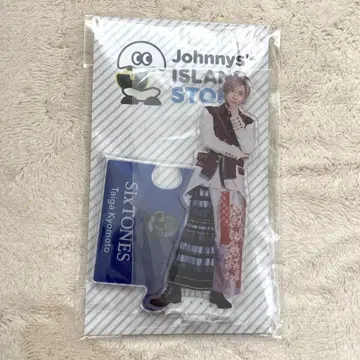 Johnnys'
ISLAND
STO
SixTONES
Taiga Kyomoto